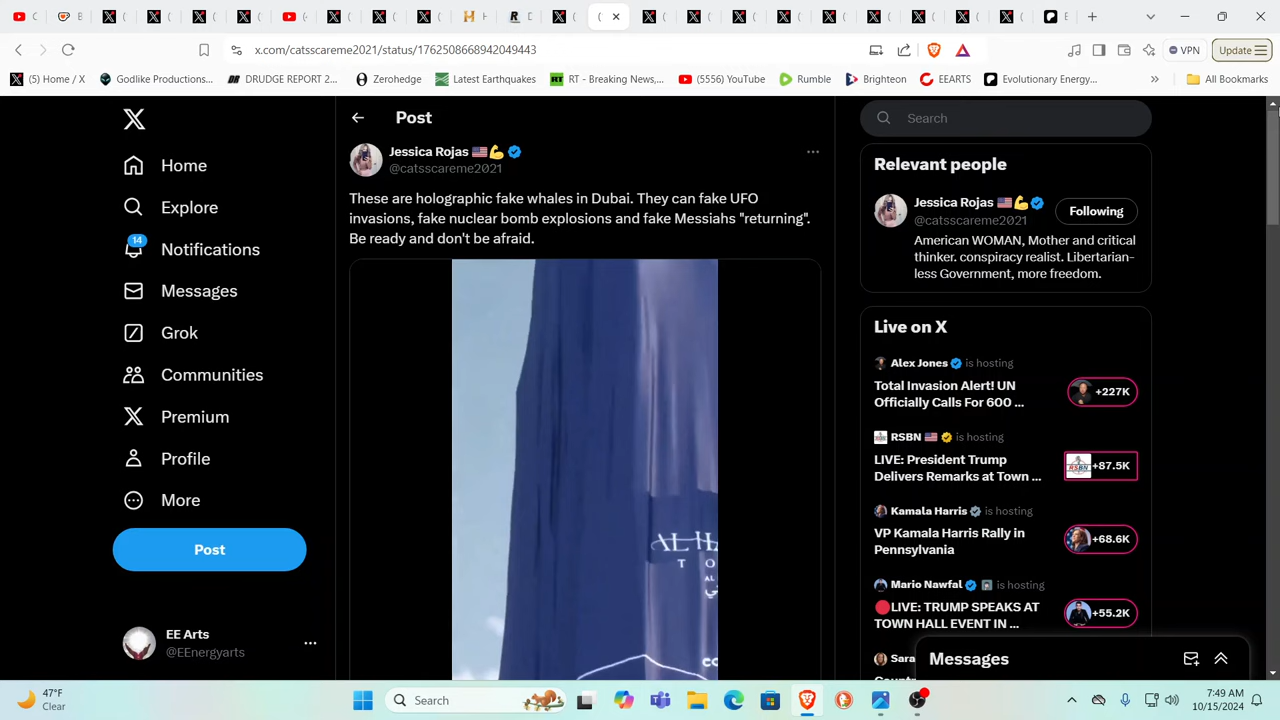 Update
x.com/catsscareme2021/status/1762508668942049443
VPN
(5) Home / X
Godlike Productions...
DRUDGE REPORT 2...
Zerohedge
Latest Earthquakes
RT - Breaking News,...
(5550) YouTube
Rumble
Brighteon
EEARTS
Evolutionary Energy...
All Bookmarks
Home
Explore
14
Notifications
Messages
Grok
Communities
Premium
Profile
More
Post
EE Arts
@EEnergyarts
Post
Jessica Rojas
@catsscareme2021
These are holographic fake whales in Dubai. They can fake UFO
invasions, fake nuclear bomb explosions and fake Messiahs "returning".
Be ready and don't be afraid.
Search
Relevant people
Jessica Rojas
@catsscareme2021
Following
American WOMAN, Mother and critical
thinker. conspiracy realist. Libertarian-
less Government, more freedom.
Live on X
Alex Jones is hosting
Total Invasion Alert! UN
Officially Calls For 600 ...
+227K
RSBN is hosting
LIVE: President Trump
Delivers Remarks at Town ...
+87.5K
Kamala Harris is hosting
VP Kamala Harris Rally in
Pennsylvania
+68.6K
Mario Nawfal is hosting
LIVE: TRUMP SPEAKS AT
TOWN HALL EVENT IN ...
+55.2K
Messages
47°F
Clear
Search
7:49 AM
10/15/2024